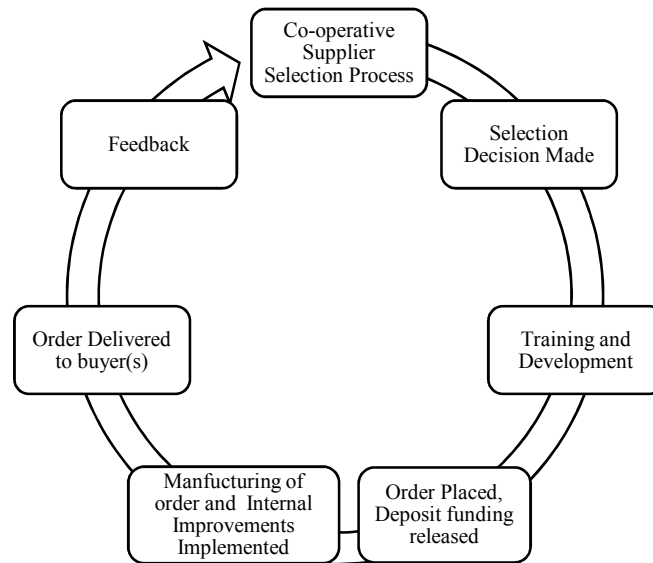 Co-operative
Supplier
Selection Process
Selection
Decision Made
Training and
Development
Order Placed,
Deposit funding
released
Manfucturing of
order and Internal
Improvements
Implemented
Order Delivered
to buyer(s)
Feedback